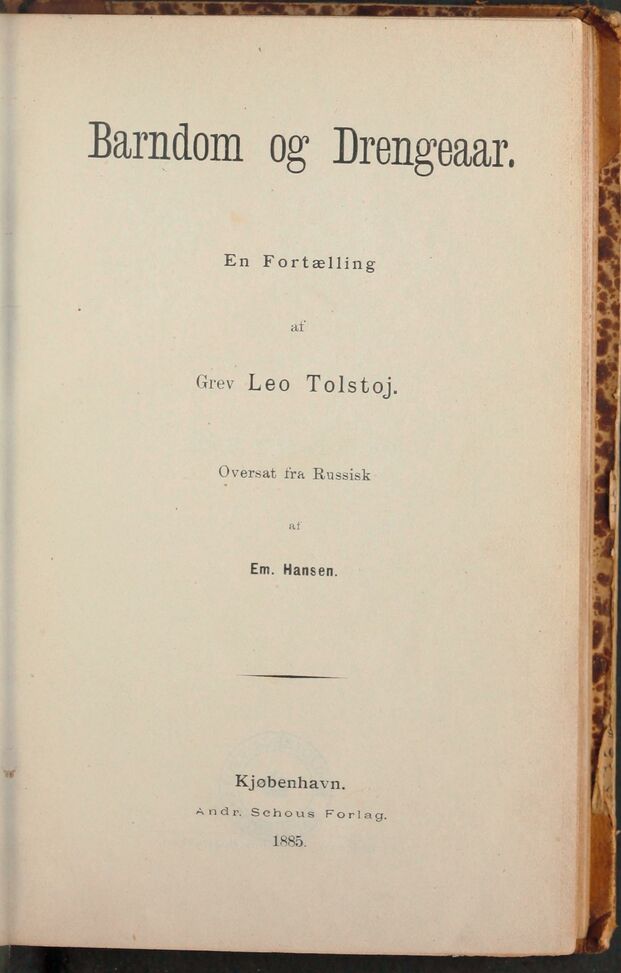 Barndom og Drengeaar.
En Fortælling
af
Grev Leo Tolstoj.
Oversat fra Russisk
af
Em. Hansen.
Kjøbenhavn.
Andr. Schous Forlag.
1885.